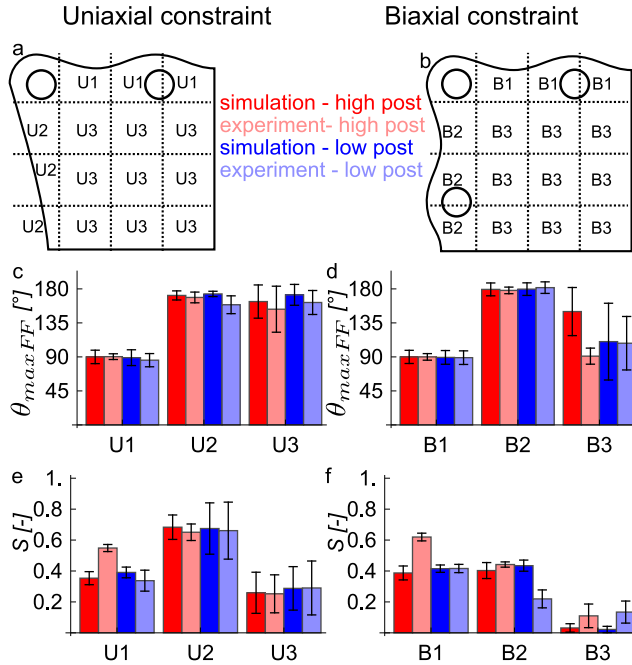 Uniaxial constraint
Biaxial constraint
a
U1 U1 U1
U2 U3 U3 U3
U2 U3 U3 U3
U2 U3 U3 U3
simulation - high post
experiment- high post
simulation - low post
experiment - low post
b
B1 B1 B1
B2 B3 B3 B3
B2 B3 B3 B3
B2 B3 B3 B3
c
θmaxFF [°]
180
135
90
45
U1 U2 U3
d
θmaxFF [°]
180
135
90
45
B1 B2 B3
e
S [-]
1.
0.8
0.6
0.4
0.2
U1 U2 U3
f
S [-]
1.
0.8
0.6
0.4
0.2
B1 B2 B3